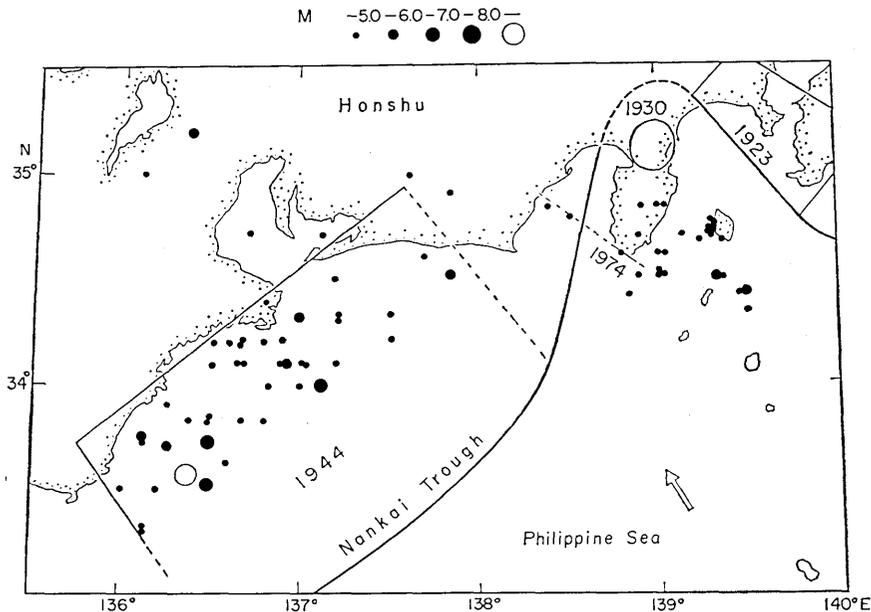 M −5.0−6.0−7.0−8.0−
Honshu
1930
1923
N
35°
1974
34°
1944
Nankai Trough
Philippine Sea
136° 137° 138° 139° 140°E